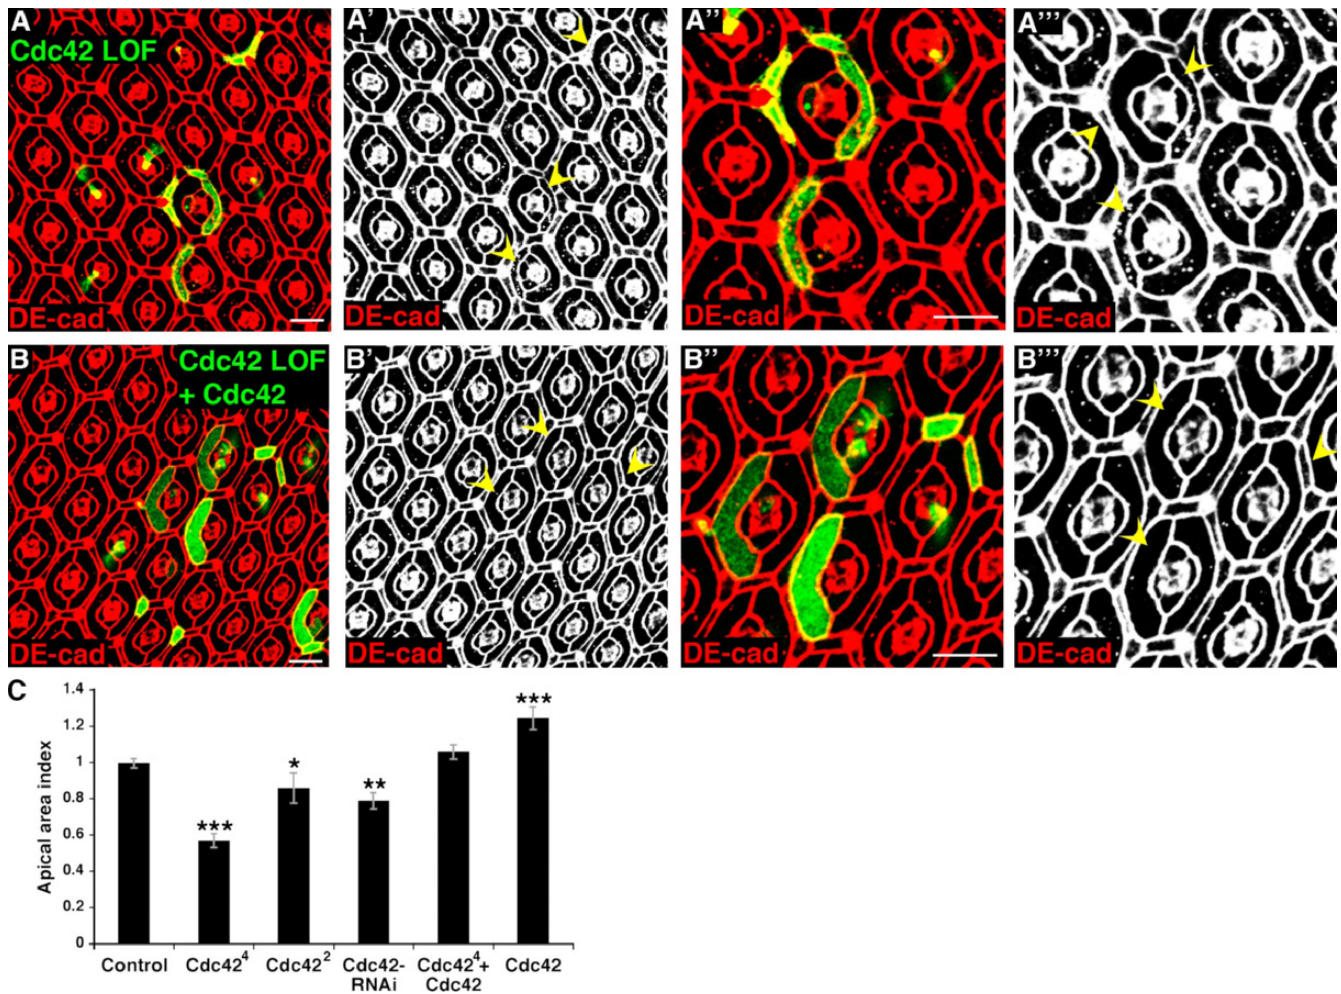 A
Cdc42 LOF
DE-cad
A'
DE-cad
A''
DE-cad
A'''
DE-cad
B
Cdc42 LOF
+ Cdc42
DE-cad
B'
DE-cad
B''
DE-cad
B'''
DE-cad
C
Apical area index
1.4
1.2
1
0.8
0.6
0.4
0.2
0
***
*
**
***
Control
Cdc42⁴
Cdc42²
Cdc42-
RNAi
Cdc42⁴+
Cdc42
Cdc42